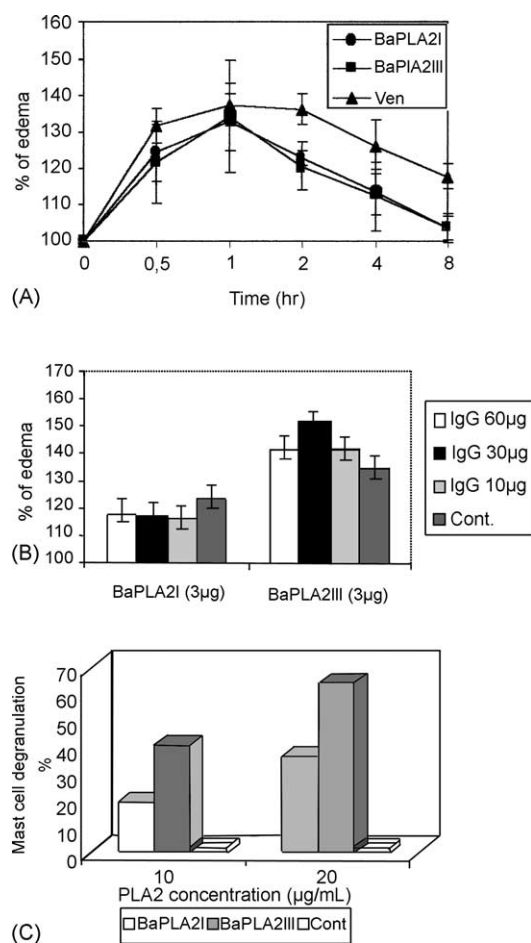 160
150
140
130
120
110
100
% of edema
BaPLA2I
BaPlA2III
Ven
0 0,5 1 2 4 8
Time (hr)
(A)
170
160
150
140
130
120
110
100
% of edema
IgG 60µg
IgG 30µg
IgG 10µg
Cont.
BaPLA2I (3µg) BaPLA2III (3µg)
(B)
70
60
50
40
30
20
10
0
Mast cell degranulation
%
10 20
PLA2 concentration (µg/mL)
BaPLA2I BaPLA2III Cont
(C)